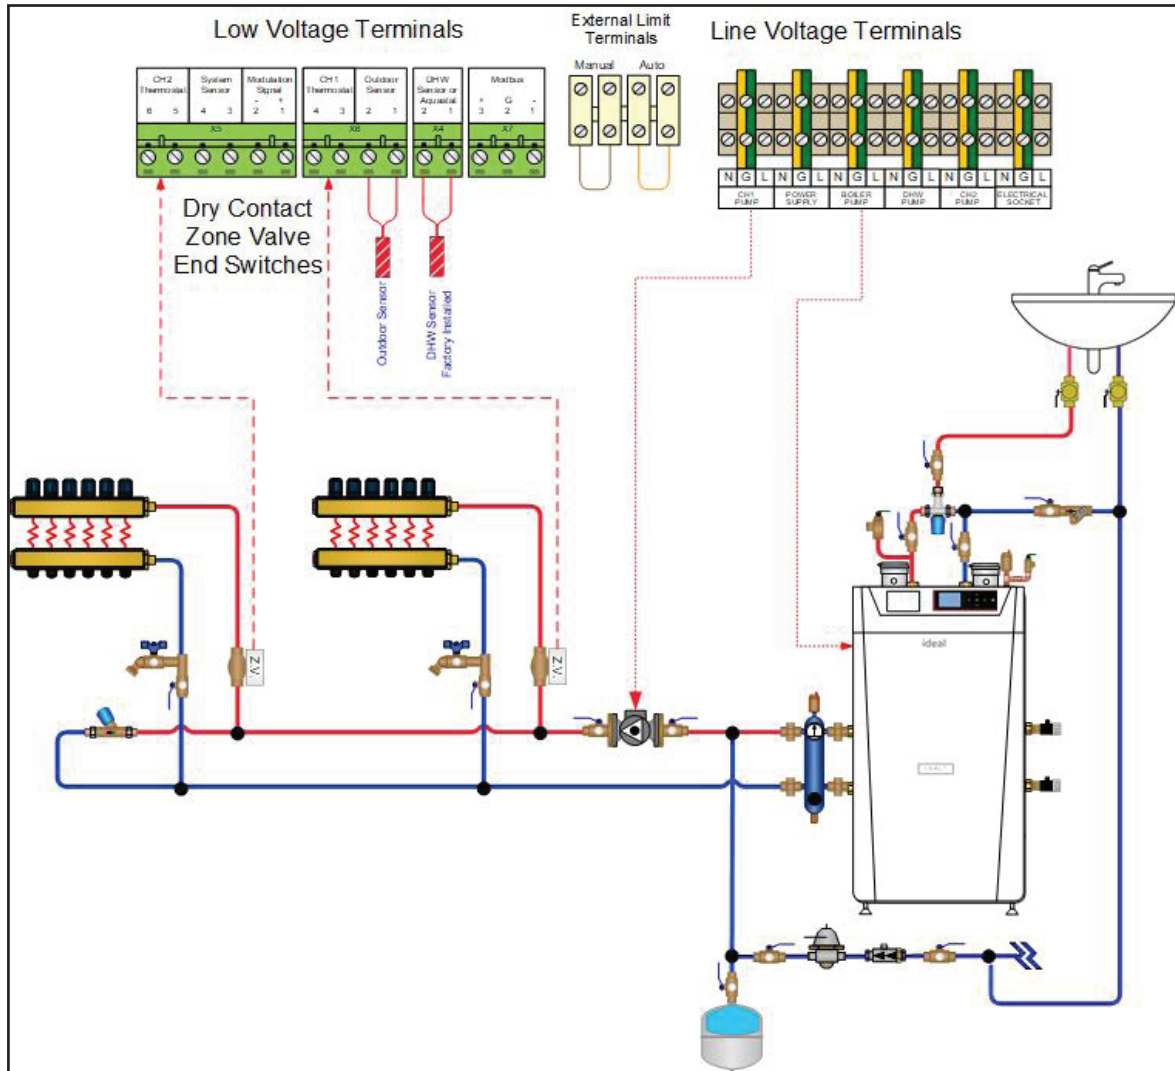 Low Voltage Terminals
External Limit
Terminals
Line Voltage Terminals
Manual Auto
CH2
Thermostat
6 5
System
Sensor
4 3
Modulation
Signal
- +
2 1
X5
CH1
Thermostat
4 3
Outdoor
Sensor
2 1
X6
DHW
Sensor or
Aquastat
2 1
X4
Modbus
+ G -
3 2 1
X7
N G L N G L N G L N G L N G L N G L
CH1
PUMP
POWER
SUPPLY
BOILER
PUMP
DHW
PUMP
CH2
PUMP
ELECTRICAL
SOCKET
Dry Contact
Zone Valve
End Switches
Outdoor Sensor
DHW Sensor
Factory Installed
Z.V.
Z.V.
ideal